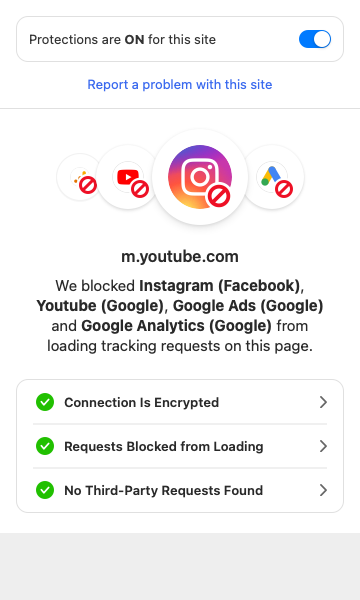 Protections are ON for this site
Report a problem with this site
m.youtube.com
We blocked Instagram (Facebook),
Youtube (Google), Google Ads (Google)
and Google Analytics (Google) from
loading tracking requests on this page.
Connection Is Encrypted
Requests Blocked from Loading
No Third-Party Requests Found